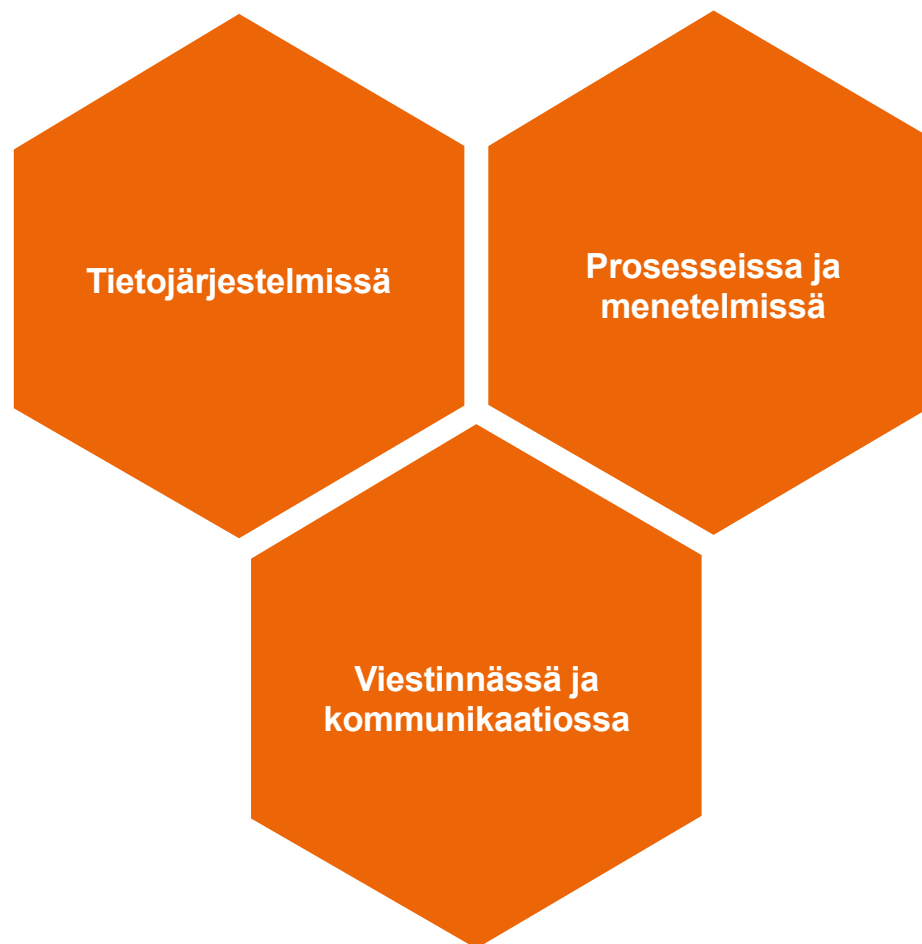 Tietojärjestelmissä
Prosesseissa ja
menetelmissä
Viestinnässä ja
kommunikaatiossa